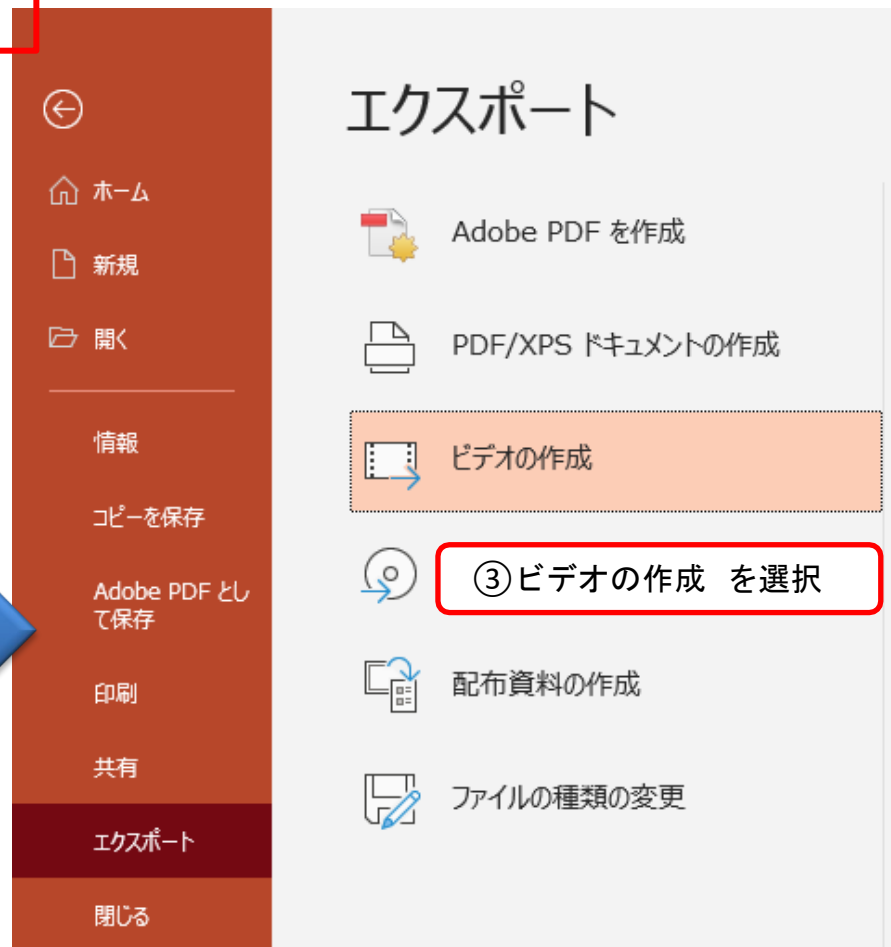 ホーム
新規
開く
情報
コピーを保存
Adobe PDF とし
て保存
印刷
共有
エクスポート
閉じる
エクスポート
Adobe PDF を作成
PDF/XPS ドキュメントの作成
ビデオの作成
③ビデオの作成 を選択
配布資料の作成
ファイルの種類の変更